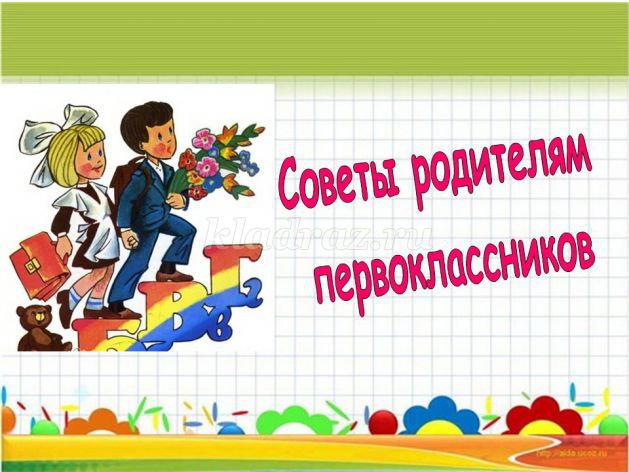 Советы родителям
первоклассников
kladraz.ru
Г г
В в
Б
http://aida.ucoz.ru